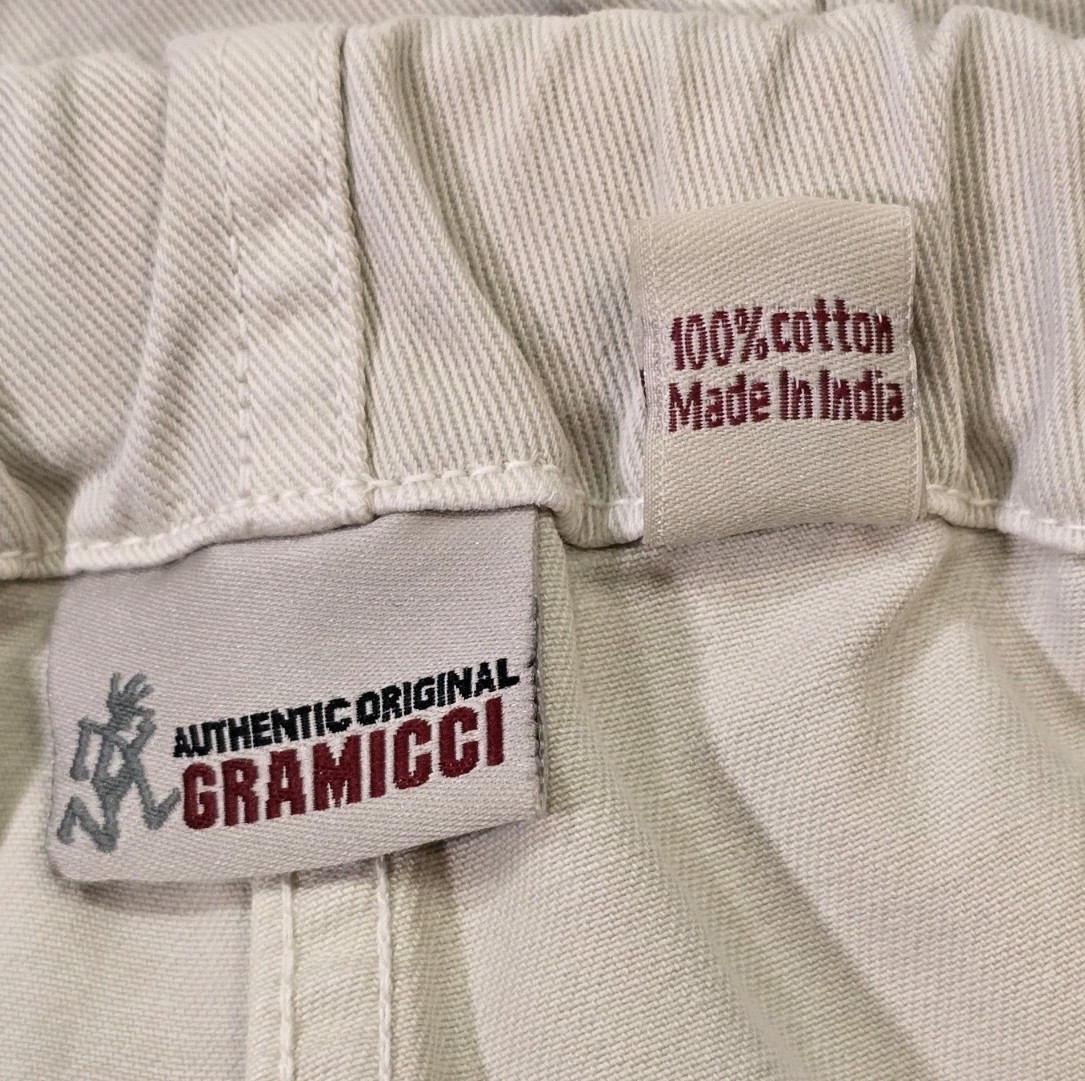 100% cotton
Made In India
AUTHENTIC ORIGINAL
GRAMICCI